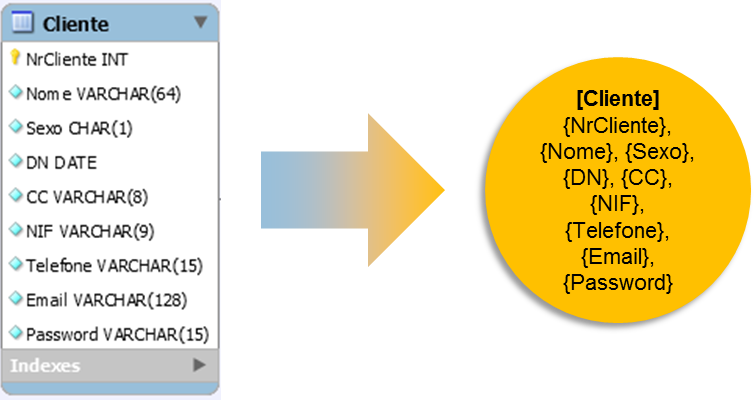 Cliente
NrCliente INT
Nome VARCHAR(64)
Sexo CHAR(1)
DN DATE
CC VARCHAR(8)
NIF VARCHAR(9)
Telefone VARCHAR(15)
Email VARCHAR(128)
Password VARCHAR(15)
Indexes
[Cliente]
{NrCliente},
{Nome}, {Sexo},
{DN}, {CC},
{NIF},
{Telefone},
{Email},
{Password}